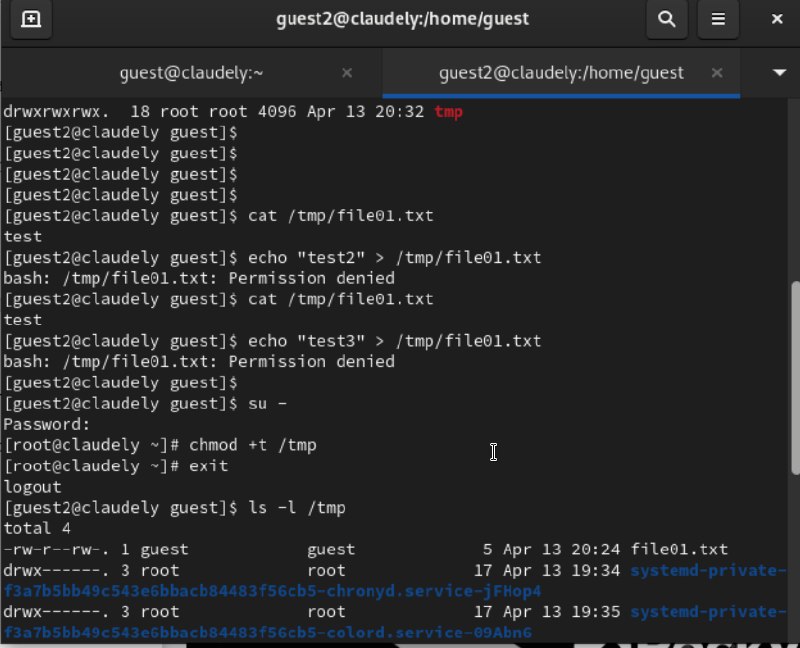 guest2@claudely:/home/guest
guest@claudely:~
guest2@claudely:/home/guest
drwxrwxrwx.  18 root root 4096 Apr 13 20:32 tmp
[guest2@claudely guest]$
[guest2@claudely guest]$
[guest2@claudely guest]$
[guest2@claudely guest]$
[guest2@claudely guest]$ cat /tmp/file01.txt
test
[guest2@claudely guest]$ echo "test2" > /tmp/file01.txt
bash: /tmp/file01.txt: Permission denied
[guest2@claudely guest]$ cat /tmp/file01.txt
test
[guest2@claudely guest]$ echo "test3" > /tmp/file01.txt
bash: /tmp/file01.txt: Permission denied
[guest2@claudely guest]$
[guest2@claudely guest]$ su -
Password:
[root@claudely ~]# chmod +t /tmp
[root@claudely ~]# exit
logout
[guest2@claudely guest]$ ls -l /tmp
total 4
-rw-r--rw-. 1 guest            guest             5 Apr 13 20:24 file01.txt
drwx------. 3 root             root             17 Apr 13 19:34 systemd-private-
f3a7b5bb49c543e6bbacb84483f56cb5-chronyd.service-jFHop4
drwx------. 3 root             root             17 Apr 13 19:35 systemd-private-
f3a7b5bb49c543e6bbacb84483f56cb5-colord.service-09Abn6